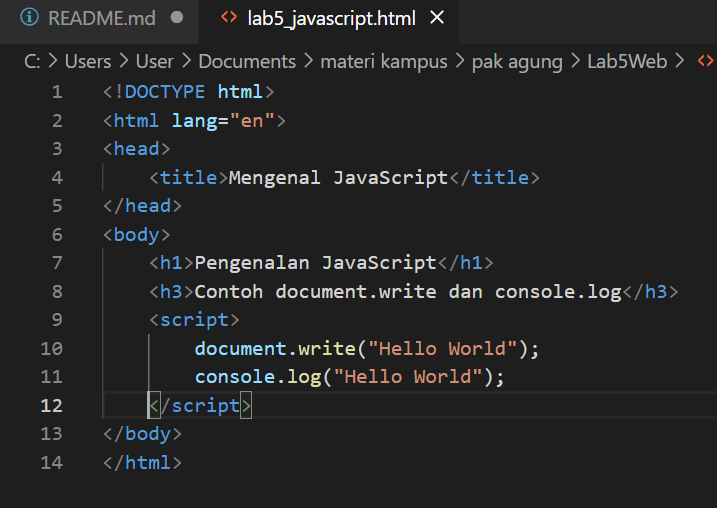 README.md ● <> lab5_javascript.html ×
C: > Users > User > Documents > materi kampus > pak agung > Lab5Web > <>
1 <!DOCTYPE html>
2 <html lang="en">
3 <head>
4     <title>Mengenal JavaScript</title>
5 </head>
6 <body>
7     <h1>Pengenalan JavaScript</h1>
8     <h3>Contoh document.write dan console.log</h3>
9     <script>
10         document.write("Hello World");
11         console.log("Hello World");
12     </script>
13 </body>
14 </html>